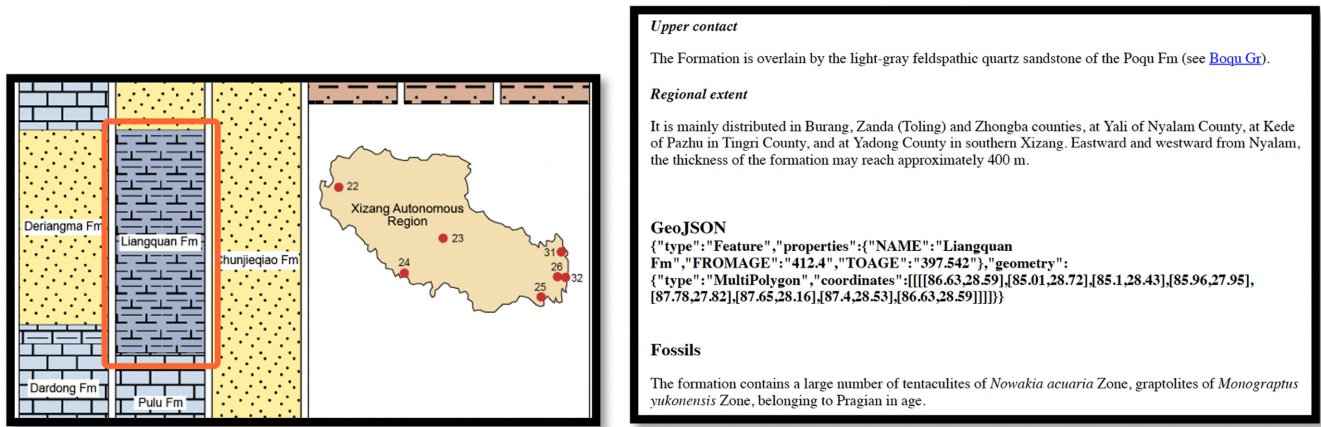 Deriangma Fm
Liangquan Fm
Chunjieqiao Fm
Dardong Fm
Pulu Fm
22
Xizang Autonomous
Region
23
24
31
26
32
25
Upper contact
The Formation is overlain by the light-gray feldspathic quartz sandstone of the Poqu Fm (see Boqu Gr).
Regional extent
It is mainly distributed in Burang, Zanda (Toling) and Zhongba counties, at Yali of Nyalam County, at Kede
of Pazhu in Tingri County, and at Yadong County in southern Xizang. Eastward and westward from Nyalam,
the thickness of the formation may reach approximately 400 m.
GeoJSON
{"type":"Feature","properties":{"NAME":"Liangquan
Fm","FROMAGE":"412.4","TOAGE":"397.542"},"geometry":
{"type":"MultiPolygon","coordinates":[[[[86.63,28.59],[85.01,28.72],[85.1,28.43],[85.96,27.95],
[87.78,27.82],[87.65,28.16],[87.4,28.53],[86.63,28.59]]]]}}
Fossils
The formation contains a large number of tentaculites of Nowakia acuaria Zone, graptolites of Monograptus
yukonensis Zone, belonging to Pragian in age.